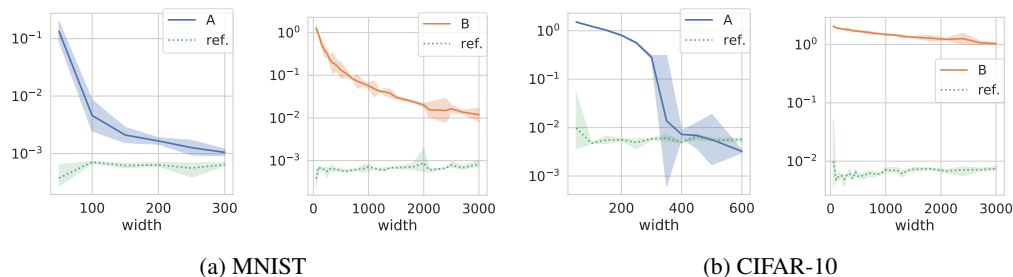 A
ref.
10⁻¹
10⁻²
10⁻³
100 200 300
width
B
ref.
10⁰
10⁻¹
10⁻²
10⁻³
0 1000 2000 3000
width
(a) MNIST
A
ref.
10⁰
10⁻¹
10⁻²
10⁻³
200 400 600
width
B
ref.
10⁰
10⁻¹
10⁻²
0 1000 2000 3000
width
(b) CIFAR-10